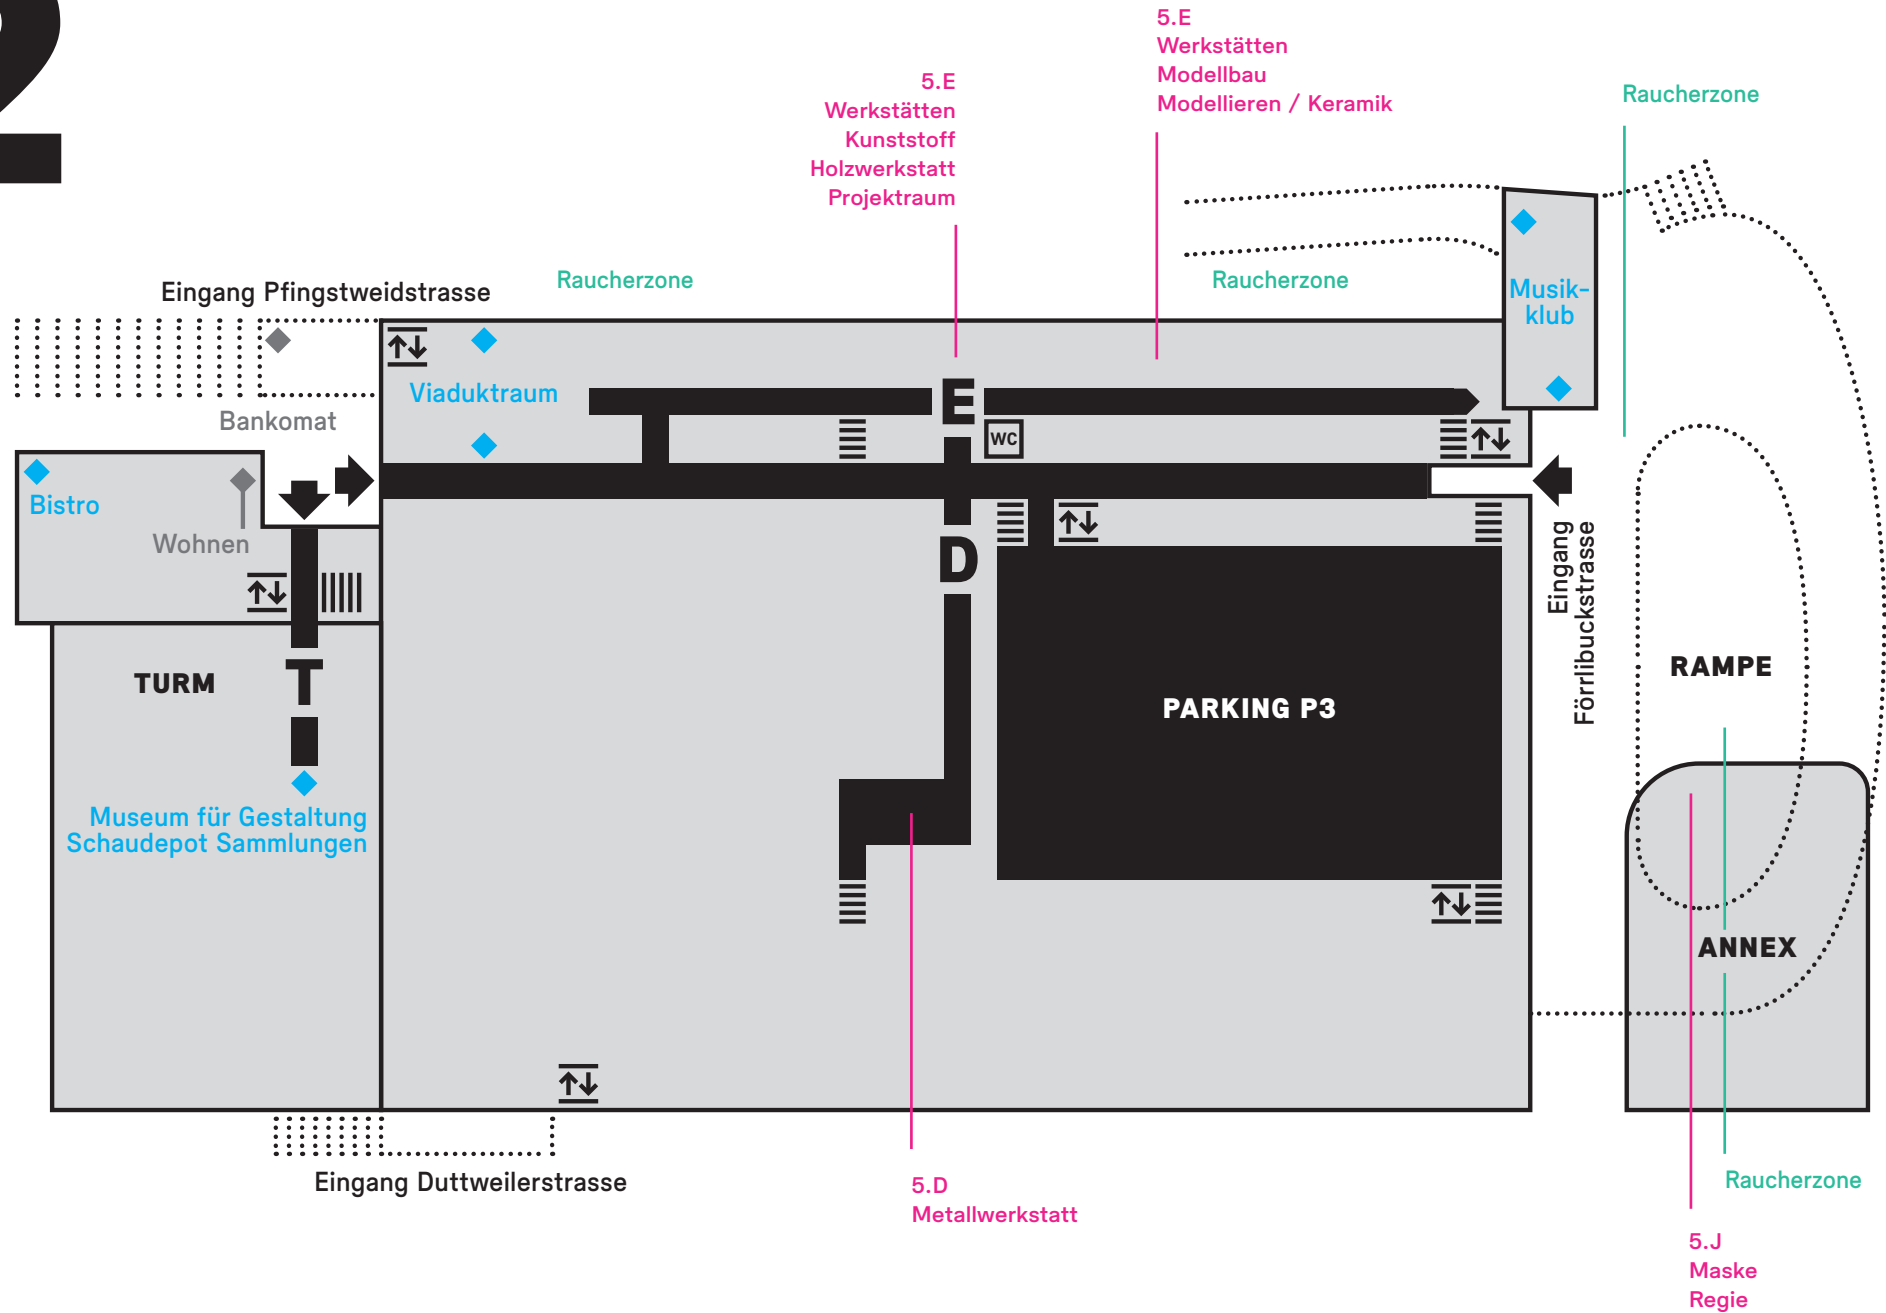 2
5.E
Werkstätten
Modellbau
Modellieren / Keramik
5.E
Werkstätten
Kunststoff
Holzwerkstatt
Projektraum
Raucherzone
Eingang Pfingstweidstrasse
Raucherzone
Raucherzone
Musik-
klub
Viaduktraum
Bankomat
E
WC
Bistro
Wohnen
D
Eingang
Förrlibuckstrasse
TURM
T
PARKING P3
RAMPE
Museum für Gestaltung
Schaudepot Sammlungen
ANNEX
Eingang Duttweilerstrasse
5.D
Metallwerkstatt
Raucherzone
5.J
Maske
Regie